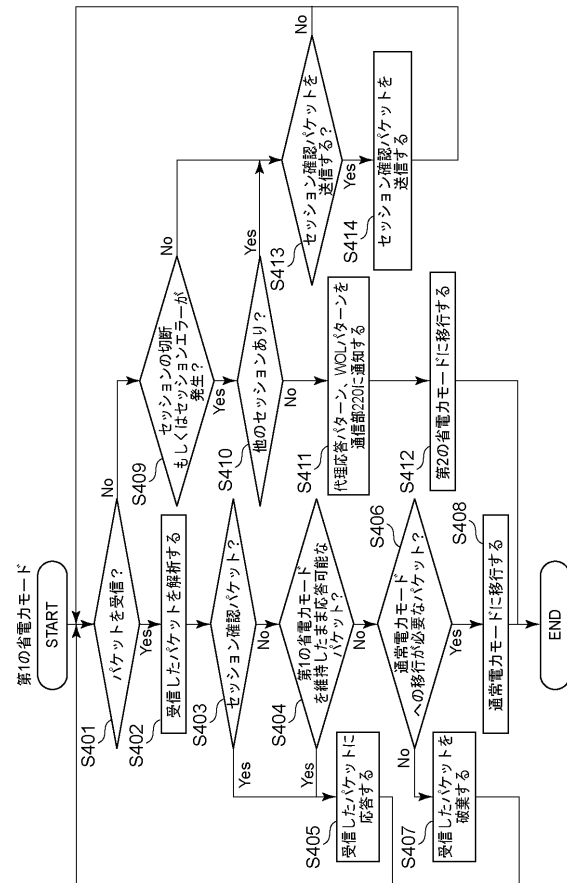 第1の省電力モード
START
S401
パケットを受信?
No
Yes
S402
受信したパケットを解析する
S403
セッション確認パケット?
Yes
No
S404
第1の省電力モード
を維持したまま応答可能な
パケット?
Yes
No
S405
受信したパケットに
応答する
S406
通常電力モード
への移行が必要なパケット?
No
Yes
S407
受信したパケットを
破棄する
S408
通常電力モードに移行する
END
S409
セッションの切断
もしくはセッションエラーが
発生?
No
Yes
S410
他のセッションあり?
Yes
No
S411
代理応答パターン、WOLパターンを
通信部220に通知する
S412
第2の省電力モードに移行する
S413
セッション確認パケットを
送信する?
No
Yes
S414
セッション確認パケットを
送信する